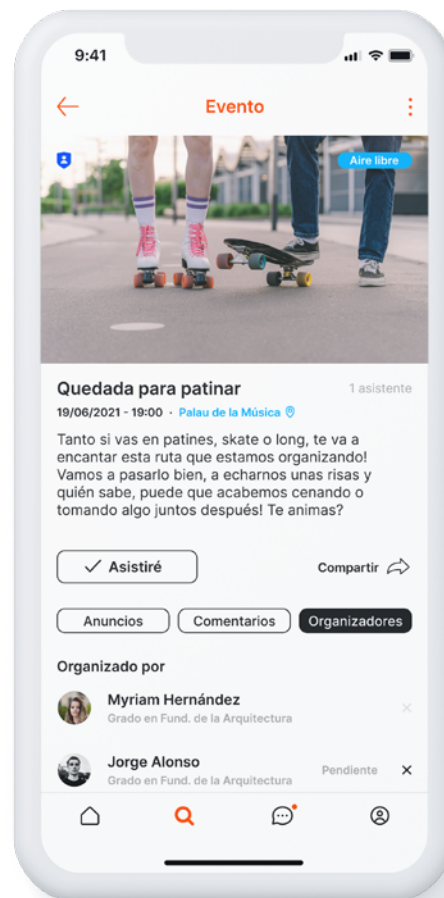 9:41
Evento
Aire libre
Quedada para patinar
1 asistente
19/06/2021 - 19:00 · Palau de la Música
Tanto si vas en patines, skate o long, te va a
encantar esta ruta que estamos organizando!
Vamos a pasarlo bien, a echarnos unas risas y
quién sabe, puede que acabemos cenando o
tomando algo juntos después! Te animas?
Asistiré
Compartir
Anuncios
Comentarios
Organizadores
Organizado por
Myriam Hernández
Grado en Fund. de la Arquitectura
Jorge Alonso
Grado en Fund. de la Arquitectura
Pendiente